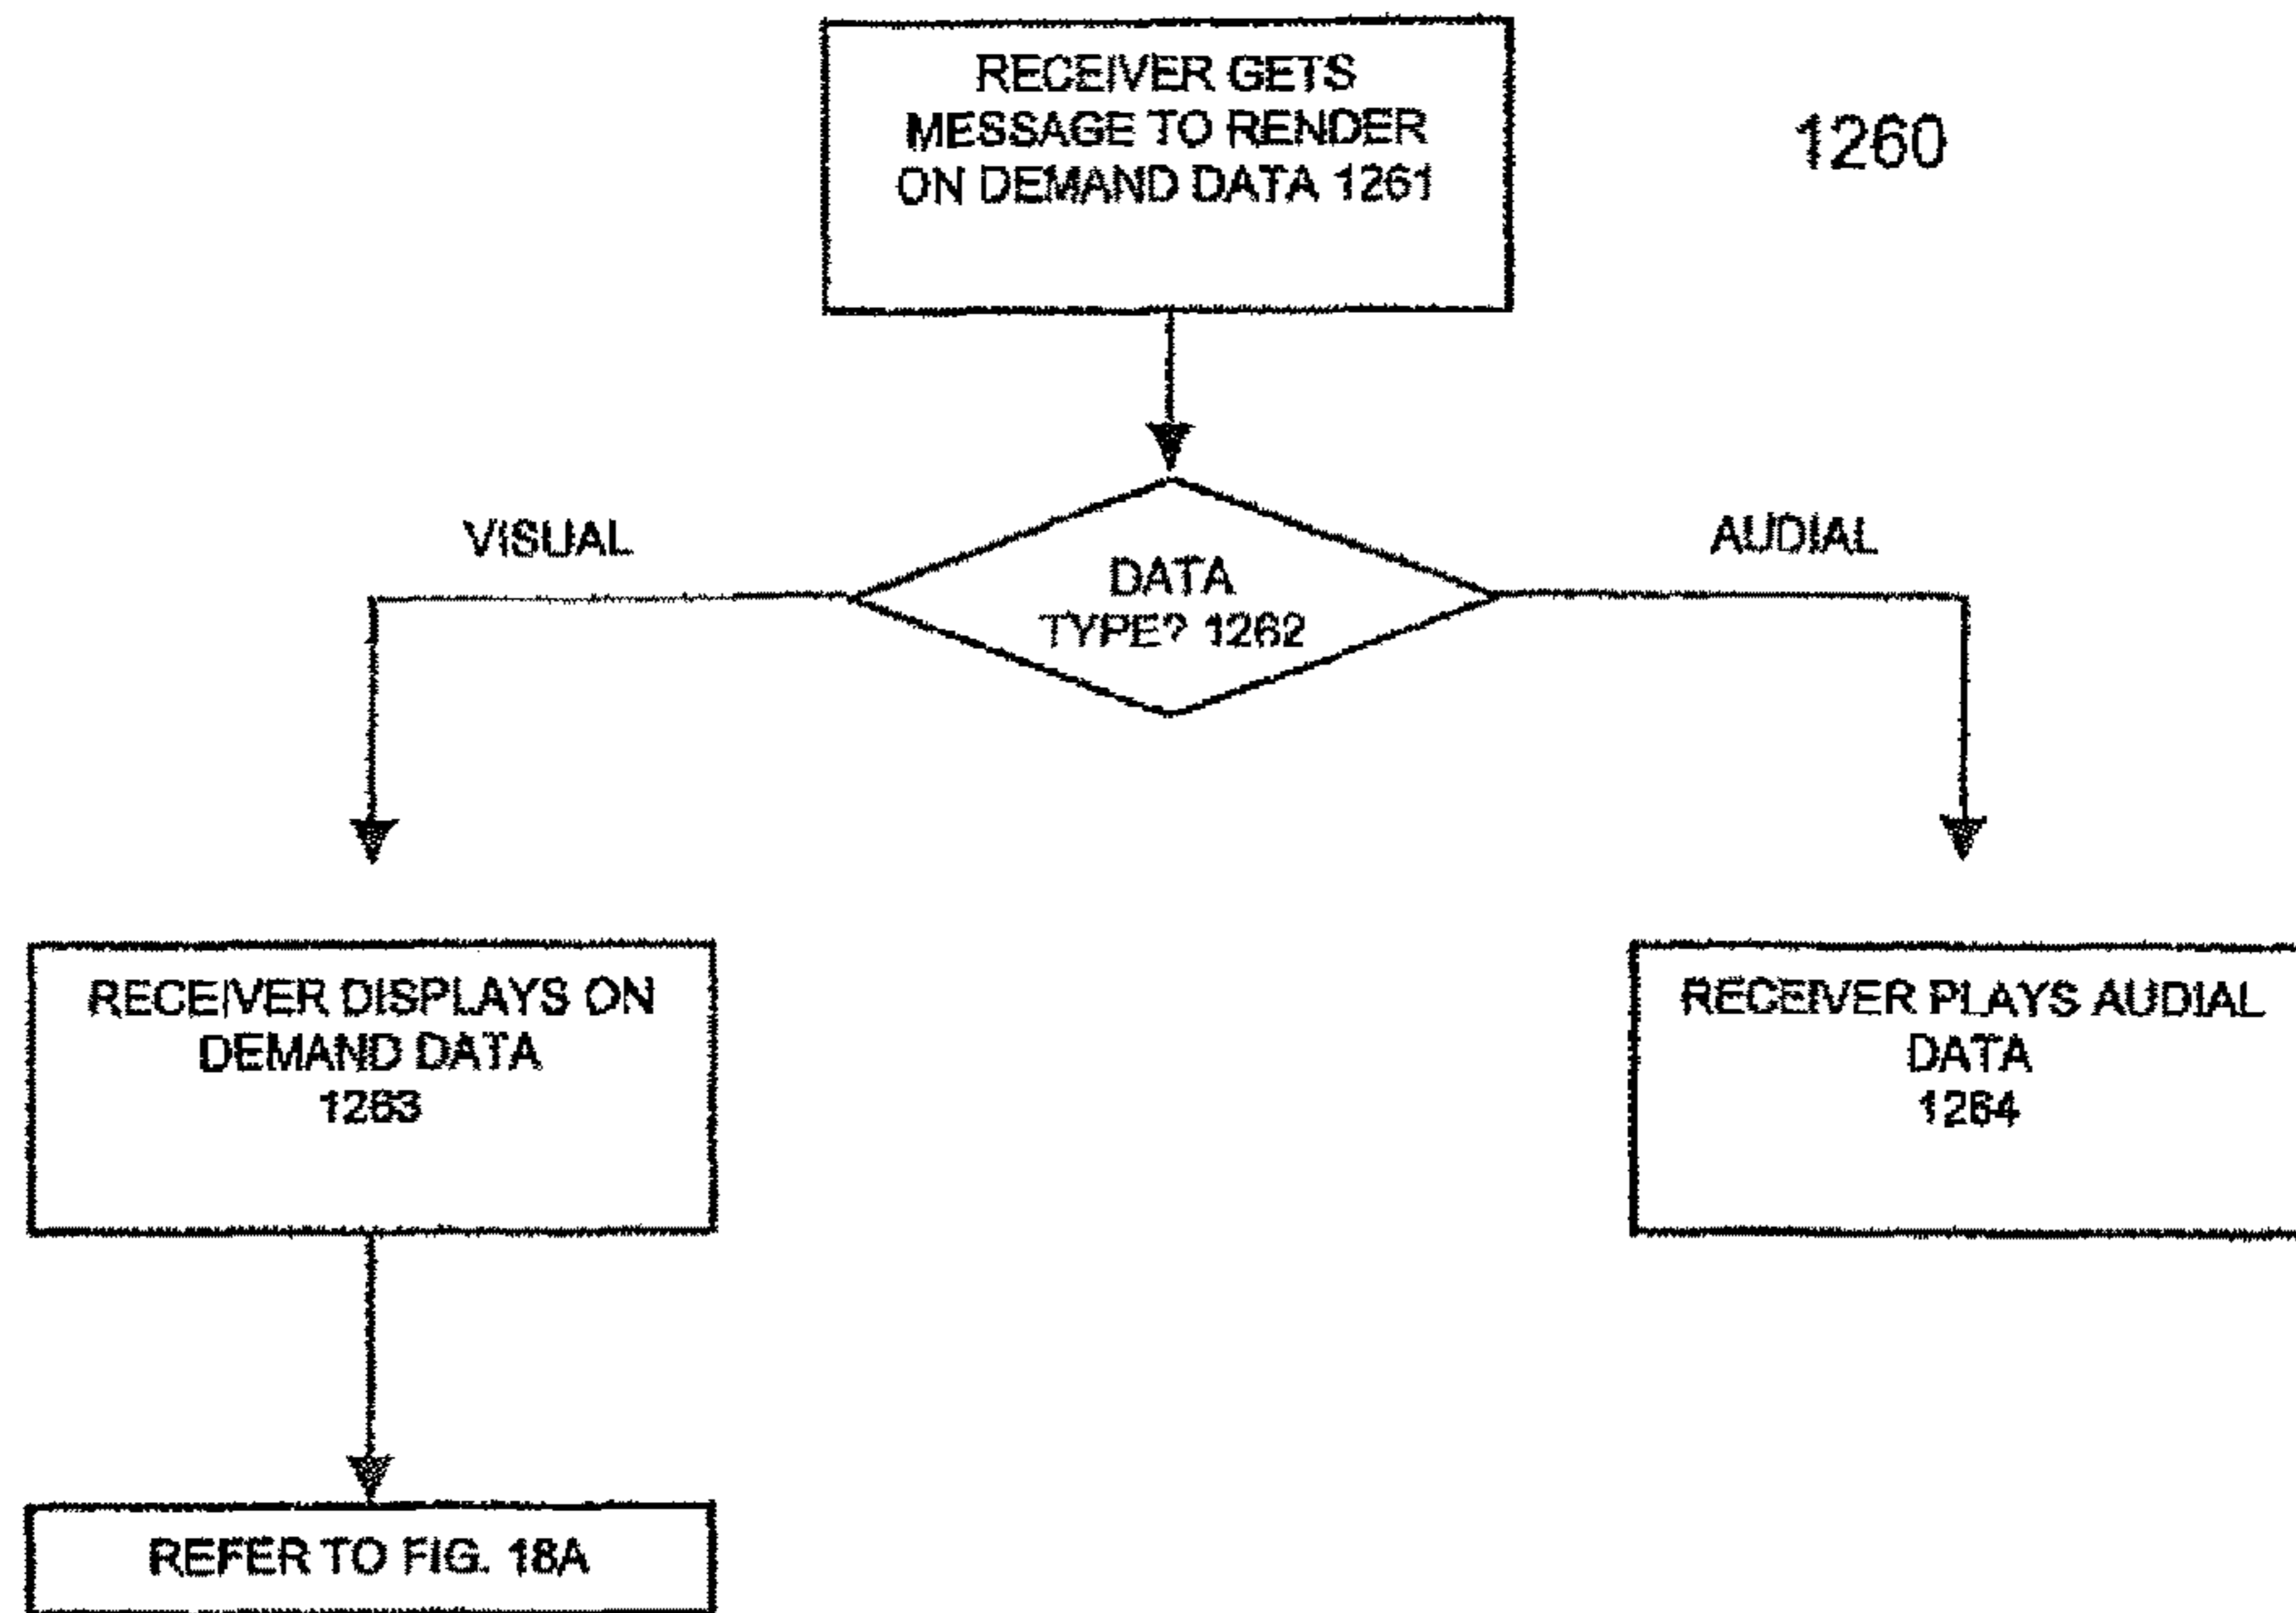 RECEIVER GETS
MESSAGE TO RENDER
ON DEMAND DATA 1261
1260
VISUAL
AUDIAL
DATA
TYPE? 1262
RECEIVER DISPLAYS ON
DEMAND DATA
1263
RECEIVER PLAYS AUDIAL
DATA
1264
REFER TO FIG. 18A